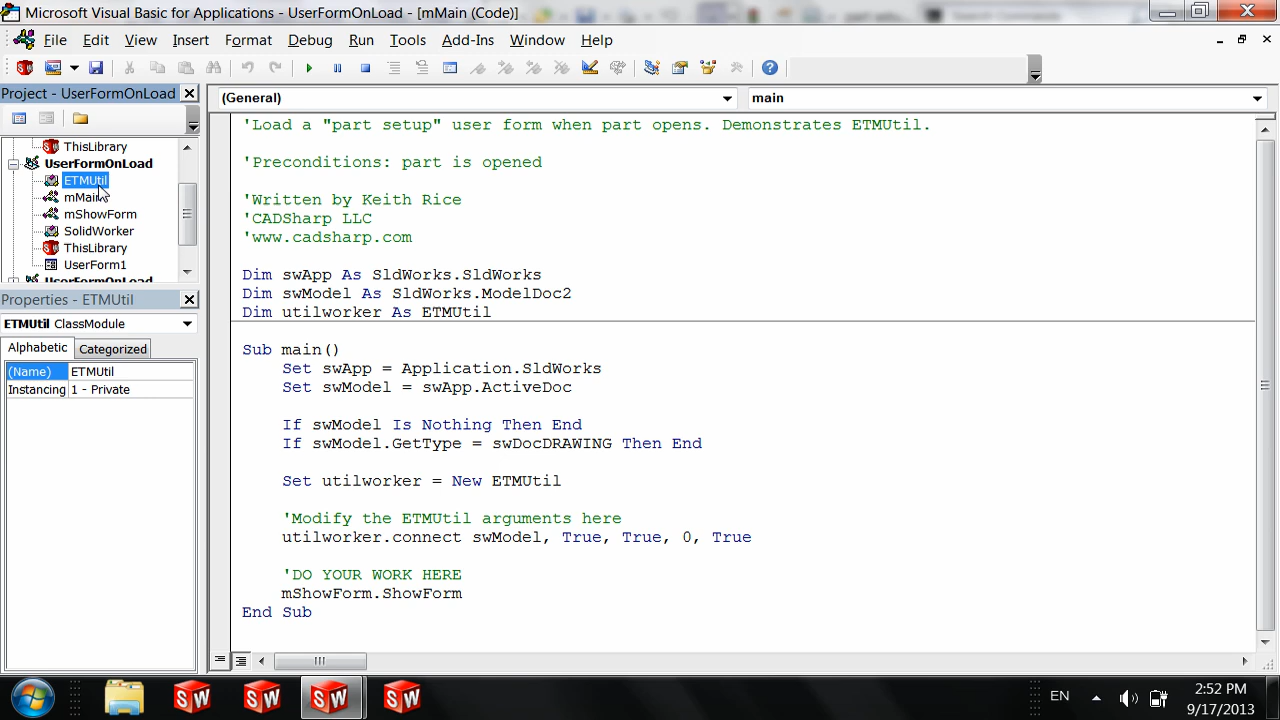 Microsoft Visual Basic for Applications - UserFormOnLoad - [mMain (Code)]
File Edit View Insert Format Debug Run Tools Add-Ins Window Help
Project - UserFormOnLoad
(General) main
ThisLibrary
UserFormOnLoad
ETMUtil
mMain
mShowForm
SolidWorker
ThisLibrary
UserForm1
UserFormOnLoad
Properties - ETMUtil
ETMUtil ClassModule
Alphabetic Categorized
(Name) ETMUtil
Instancing 1 - Private
'Load a "part setup" user form when part opens. Demonstrates ETMUtil.
'Preconditions: part is opened
'Written by Keith Rice
'CADSharp LLC
'www.cadsharp.com
Dim swApp As SldWorks.SldWorks
Dim swModel As SldWorks.ModelDoc2
Dim utilworker As ETMUtil
Sub main()
Set swApp = Application.SldWorks
Set swModel = swApp.ActiveDoc
If swModel Is Nothing Then End
If swModel.GetType = swDocDRAWING Then End
Set utilworker = New ETMUtil
'Modify the ETMUtil arguments here
utilworker.connect swModel, True, True, 0, True
'DO YOUR WORK HERE
mShowForm.ShowForm
End Sub
SW SW SW SW
EN
2:52 PM
9/17/2013